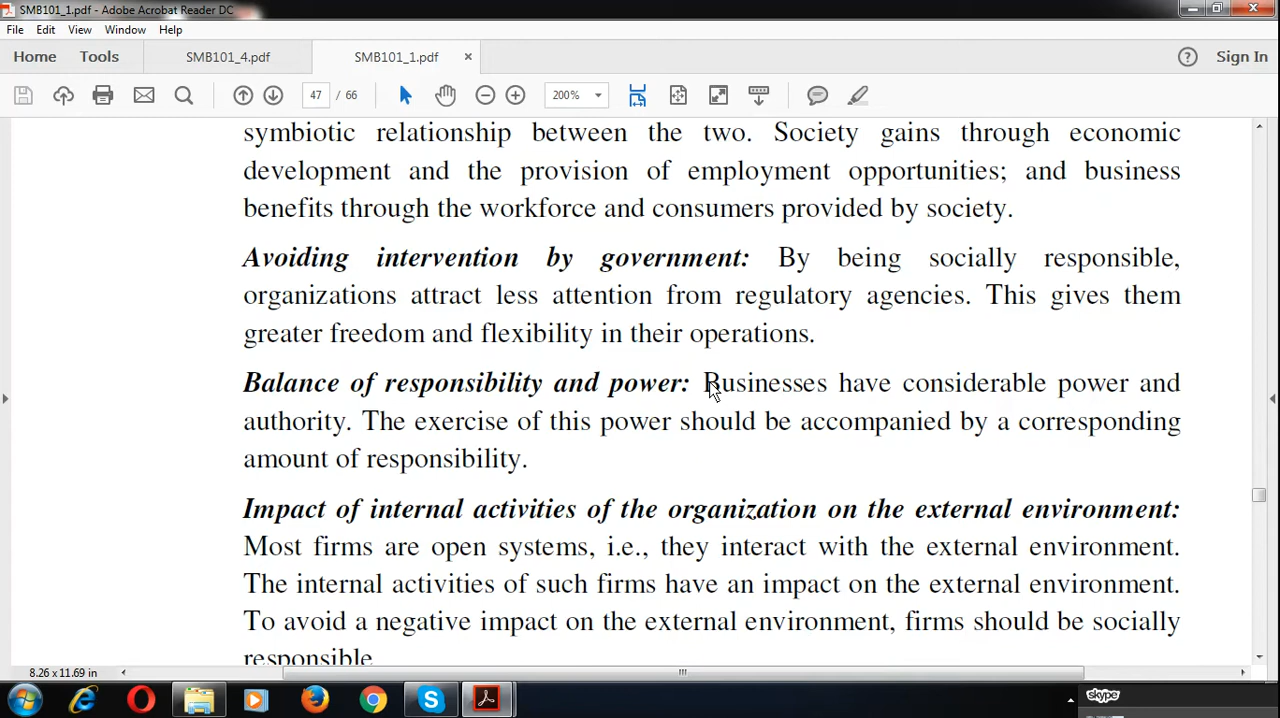 SMB101_1.pdf - Adobe Acrobat Reader DC
File Edit View Window Help
Home Tools SMB101_4.pdf SMB101_1.pdf × ? Sign In
47 / 66 200%
symbiotic relationship between the two. Society gains through economic
development and the provision of employment opportunities; and business
benefits through the workforce and consumers provided by society.
Avoiding intervention by government: By being socially responsible,
organizations attract less attention from regulatory agencies. This gives them
greater freedom and flexibility in their operations.
Balance of responsibility and power: Businesses have considerable power and
authority. The exercise of this power should be accompanied by a corresponding
amount of responsibility.
Impact of internal activities of the organization on the external environment:
Most firms are open systems, i.e., they interact with the external environment.
The internal activities of such firms have an impact on the external environment.
To avoid a negative impact on the external environment, firms should be socially
responsible
8.26 x 11.69 in
skype